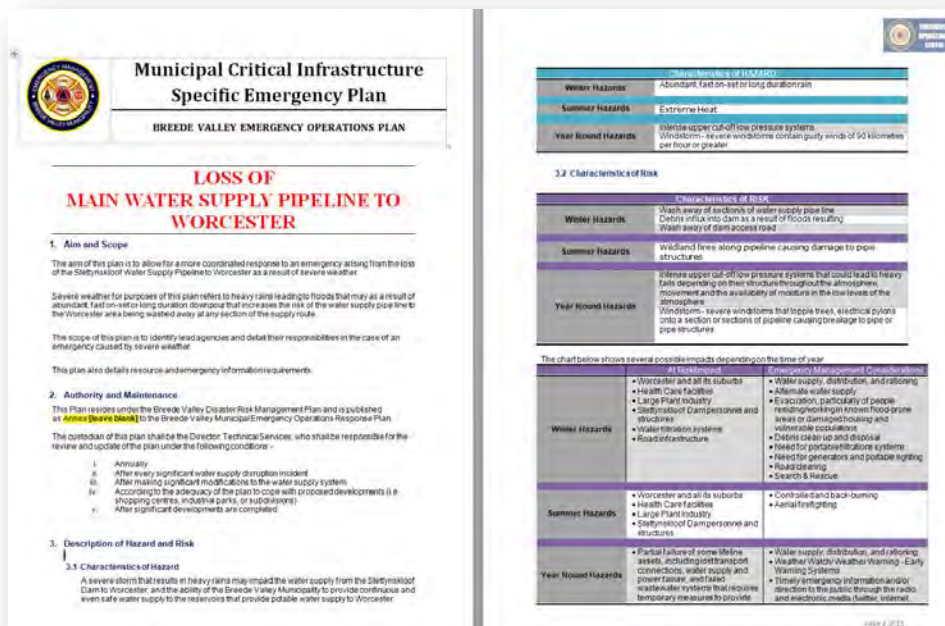 Municipal Critical Infrastructure
Specific Emergency Plan
BREEDE VALLEY EMERGENCY OPERATIONS PLAN
LOSS OF
MAIN WATER SUPPLY PIPELINE TO
WORCESTER
1. Aim and Scope
The aim of this plan is to allow for a more coordinated response to an emergency arising from the loss
of the Stettynskloof Water Supply Pipeline to Worcester as a result of severe weather.
Severe weather for purposes of this plan refers to heavy rains leading to floods that may as a result of
abundant, fast on-set or long duration downpour that increases the risk of the water supply pipe line to
the Worcester area being wasted away at any section of the supply route.
The scope of this plan is to identify lead agencies and detail their responsibilities in the case of an
emergency caused by severe weather.
This plan also details resource and emergency information requirements.
2. Authority and Maintenance
This Plan resides under the Breede Valley Disaster Risk Management Plan and is published
as Annex [leave blank] to the Breede Valley Municipal Emergency Operations Response Plan.
The custodian of this plan shall be the Director Technical Services, who shall be responsible for the
review and update of the plan under the following conditions –
i. Annually
ii. After every significant water supply disruption incident
iii. After making significant modifications to the water supply system
iv. According to the adequacy of the plan to cope with proposed developments (i.e
shopping centres, industrial parks, or subdivisions)
v. After significant developments are completed
3. Description of Hazard and Risk
3.1 Characteristics of Hazard
A severe storm that results in heavy rains may impad the water supply from the Stettynskloof
Dam to Worcester, and the ability of the Breede Valley Municipality to provide continuous and
even safe water supply to the reservoirs that provide potable water supply to Worcester.
EMERGENCY
OPERATIONS
CENTRE
Characteristics of HAZARD
Winter Hazards
Abundant, fast on-set or long duration rain
Summer Hazards
Extreme Heat
Year Round Hazards
Intense upper cut-off low pressure systems
Windstorm - severe windstorms contain gusty winds of 90 kilometres
per hour or greater
3.2 Characteristics of Risk
Characteristics of RISK
Winter Hazards
Wash away of section/s of water supply pipe line
Debris influx into dam as a result of floods resulting
Wash away of dam access road
Summer Hazards
Wildland fires along pipeline causing damage to pipe
structures
Year Round Hazards
Intense upper cut-off low pressure systems that could lead to heavy
falls depending on their structure throughout the atmosphere,
movement and the availability of moisture in the low levels of the
atmosphere
Windstorm - severe windstorms that topple trees, electrical pylons
onto a section or sections of pipeline causing breakage to pipe or
pipe structures
The chart below shows several possible impacts depending on the time of year
At Risk/Impact
Emergency Management Considerations
Winter Hazards
• Worcester and all its suburbs
• Health Care facilities
• Large Plant Industry
• Stettynskloof Dam personnel and
structures
• Water filtration systems
• Road infrastructure
• Water supply, distribution, and rationing
• Alternate water supply
• Evacuation, particularly of people
residing/working in known flood-prone
areas or damaged housing and
vulnerable populations
• Debris clean up and disposal
• Need for portable filtrations systems
• Need for generators and portable lighting
• Road clearing
• Search & Rescue
Summer Hazards
• Worcester and all its suburbs
• Health Care facilities
• Large Plant Industry
• Stettynskloof Dam personnel and
structures
• Controlled and back-burning
• Aerial firefighting
Year Round Hazards
• Partial failure of some lifeline
assets, including lost transport
connections, water supply and
power failure, and failed
wastewater systems that requires
temporary measures to provide
• Water supply, distribution, and rationing
• Weather Watch/ Weather Warning - Early
Warning Systems
• Timely emergency information and/or
direction to the public through the radio
and electronic media (twitter, internet,
Page 2 of 15